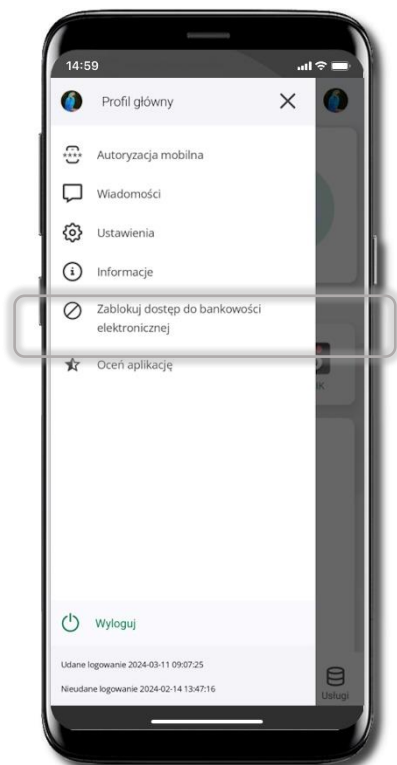 14:59
Profil główny
Autoryzacja mobilna
Wiadomości
Ustawienia
Informacje
Zablokuj dostęp do bankowości
elektronicznej
Oceń aplikację
Wyloguj
Udane logowanie 2024-03-11 09:07:25
Nieudane logowanie 2024-02-14 13:47:16
Usługi